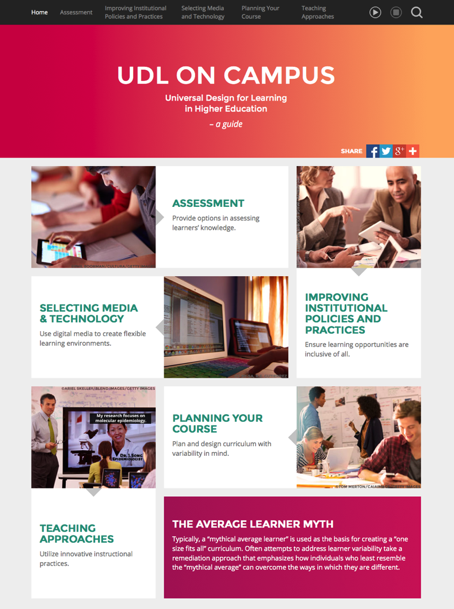 Home
Assessment
Improving Institutional
Policies and Practices
Selecting Media
and Technology
Planning Your
Course
Teaching
Approaches
UDL ON CAMPUS
Universal Design for Learning
in Higher Education
– a guide
SHARE
ASSESSMENT
Provide options in assessing
learners' knowledge.
SELECTING MEDIA
& TECHNOLOGY
Use digital media to create flexible
learning environments.
IMPROVING
INSTITUTIONAL
POLICIES AND
PRACTICES
Ensure learning opportunities are
inclusive of all.
My research focuses on
molecular epidemiology.
PLANNING YOUR
COURSE
Plan and design curriculum with
variability in mind.
TEACHING
APPROACHES
Utilize innovative instructional
practices.
THE AVERAGE LEARNER MYTH
Typically, a "mythical average learner" is used as the basis for creating a "one
size fits all" curriculum. Often attempts to address learner variability take a
remediation approach that emphasizes how individuals who least resemble
the "mythical average" can overcome the ways in which they are different.